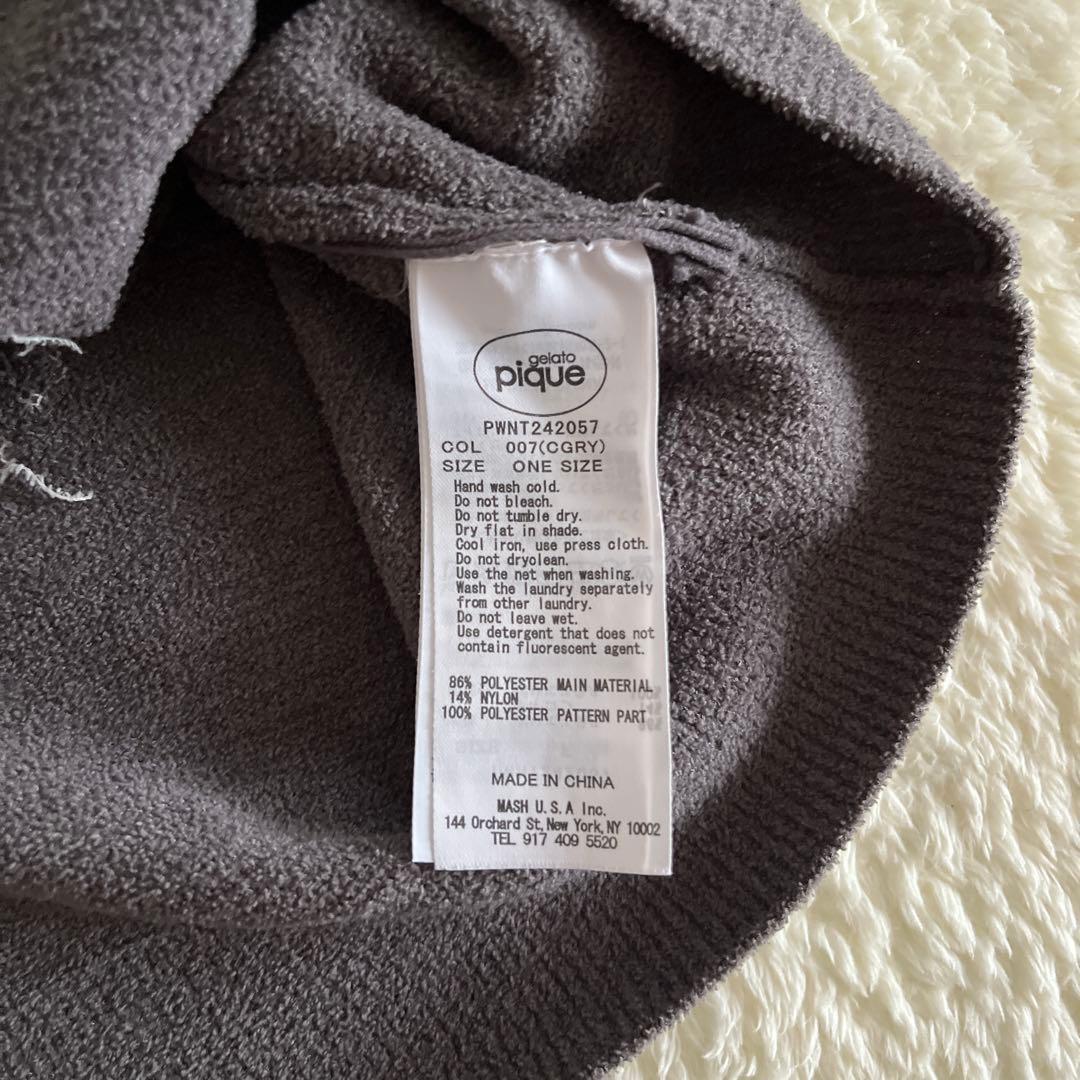 gelato
pique
PWNT242057
COL 007(CGRY)
SIZE ONE SIZE
Hand wash cold.
Do not bleach.
Do not tumble dry.
Dry flat in shade.
Cool iron, use press cloth.
Do not dryclean.
Use the net when washing.
Wash the laundry separately
from other laundry.
Do not leave wet.
Use detergent that does not
contain fluorescent agent.
86% POLYESTER MAIN MATERIAL
14% NYLON
100% POLYESTER PATTERN PART
MADE IN CHINA
MASH U.S.A Inc.
144 Orchard St, New York, NY 10002
TEL 917 409 5520